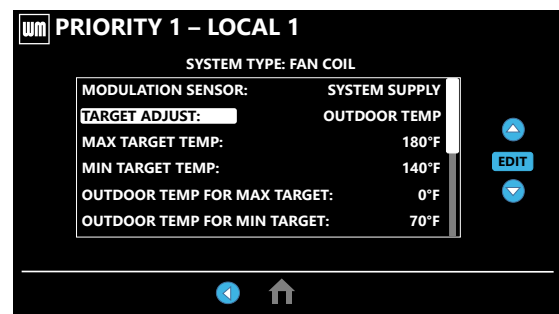 wm PRIORITY 1 – LOCAL 1
SYSTEM TYPE: FAN COIL
MODULATION SENSOR: SYSTEM SUPPLY
TARGET ADJUST: OUTDOOR TEMP
MAX TARGET TEMP: 180°F
MIN TARGET TEMP: 140°F
EDIT
OUTDOOR TEMP FOR MAX TARGET: 0°F
OUTDOOR TEMP FOR MIN TARGET: 70°F